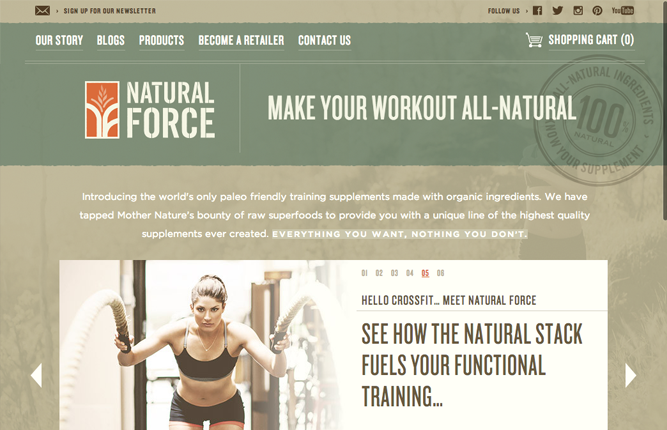 SIGN UP FOR OUR NEWSLETTER
FOLLOW US
You Tube
OUR STORY BLOGS PRODUCTS BECOME A RETAILER CONTACT US
SHOPPING CART (0)
NATURAL
FORCE
MAKE YOUR WORKOUT ALL-NATURAL
ALL-NATURAL INGREDIENTS
100%
NATURAL
KNOW YOUR SUPPLEMENT
Introducing the world's only paleo friendly training supplements made with organic ingredients. We have
tapped Mother Nature's bounty of raw superfoods to provide you with a unique line of the highest quality
supplements ever created. EVERYTHING YOU WANT, NOTHING YOU DON'T.
01 02 03 04 05 06
HELLO CROSSFIT... MEET NATURAL FORCE
SEE HOW THE NATURAL STACK
FUELS YOUR FUNCTIONAL
TRAINING...